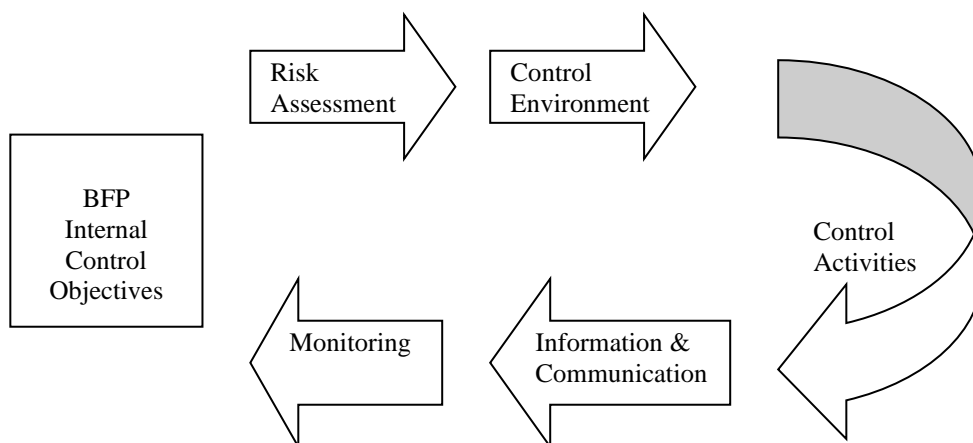 BFP
Internal
Control
Objectives
Risk
Assessment
Control
Environment
Control
Activities
Information &
Communication
Monitoring